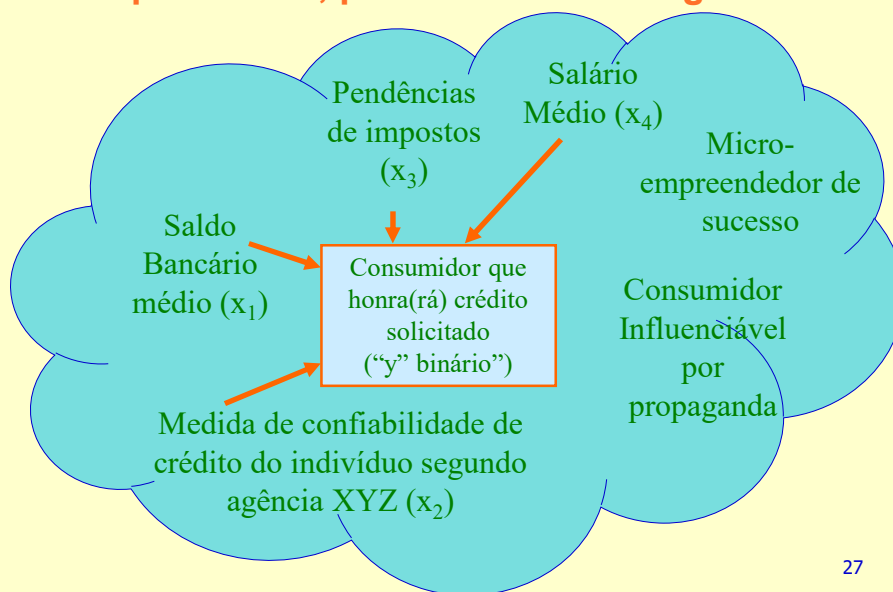 Pendências
de impostos
(x3)
Salário
Médio (x4)
Micro-
empreendedor de
sucesso
Saldo
Bancário
médio (x1)
Consumidor que
honra(rá) crédito
solicitado
(“y” binário”)
Consumidor
Influenciável
por
propaganda
Medida de confiabilidade de
crédito do indivíduo segundo
agência XYZ (x2)
27